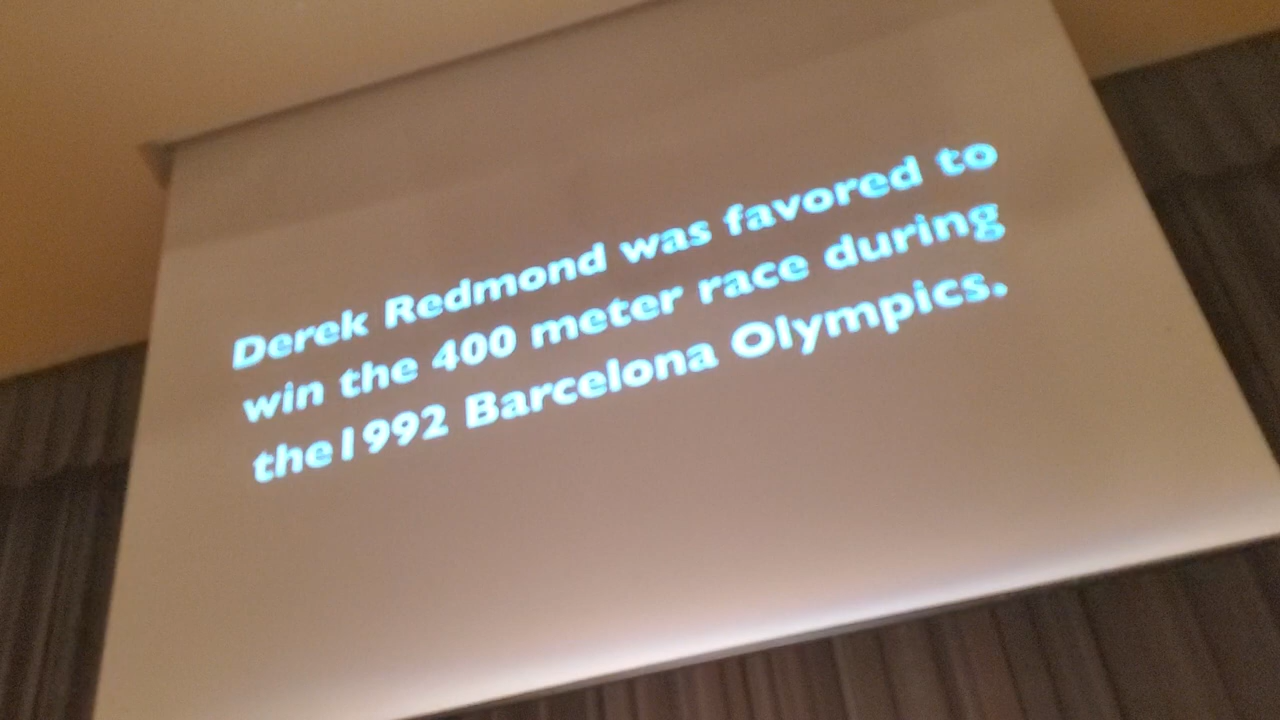 Derek Redmond was favored to
win the 400 meter race during
the1992 Barcelona Olympics.